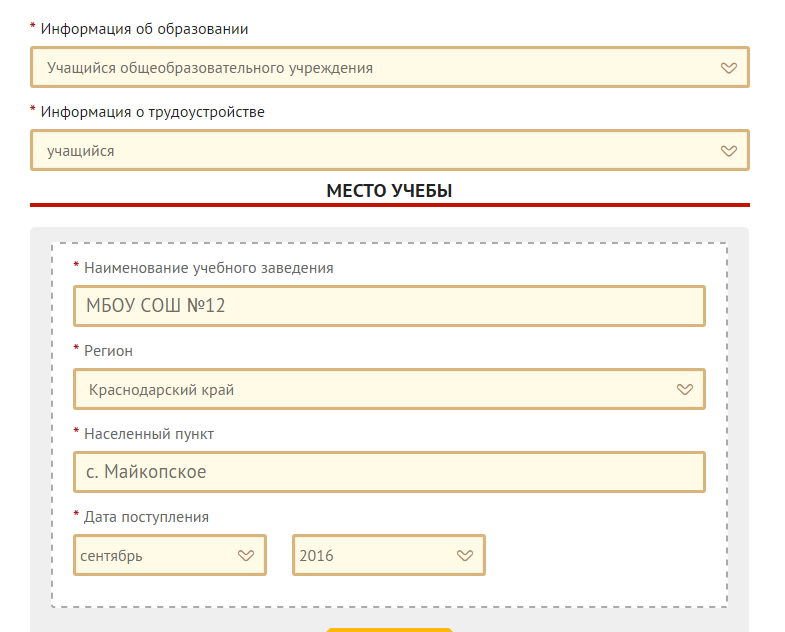 * Информация об образовании
Учащийся общеобразовательного учреждения
* Информация о трудоустройстве
учащийся
МЕСТО УЧЕБЫ
* Наименование учебного заведения
МБОУ СОШ №12
* Регион
Краснодарский край
* Населенный пункт
с. Майкопское
* Дата поступления
сентябрь 2016